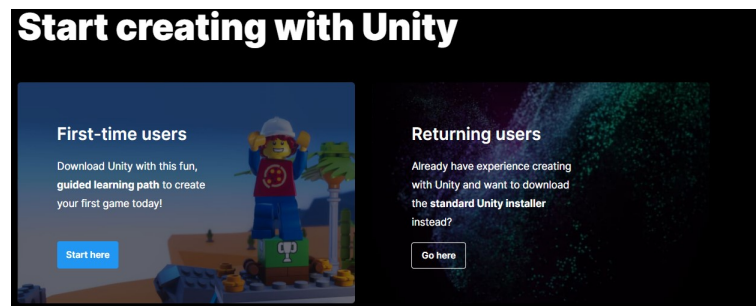 Start creating with Unity
First-time users
Download Unity with this fun,
guided learning path to create
your first game today!
Start here
Returning users
Already have experience creating
with Unity and want to download
the standard Unity installer
instead?
Go here